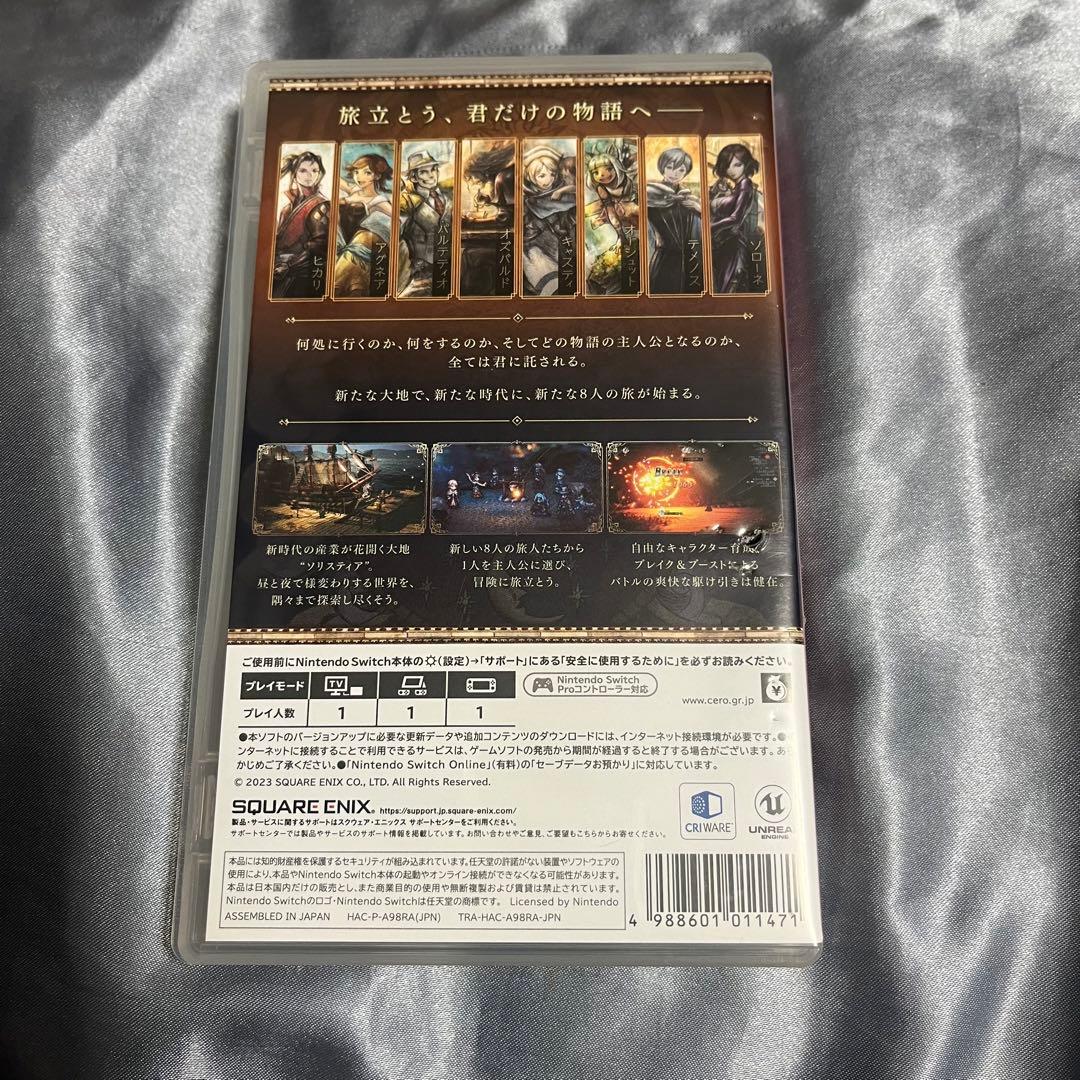 旅立とう、君だけの物語へ――
ヒカリ
アグネア
パルテティオ
オズバルド
キャスティ
オーシュット
テメノス
ソローネ
何処に行くのか、何をするのか、そしてどの物語の主人公となるのか、
全ては君に託される。
新たな大地で、新たな時代に、新たな8人の旅が始まる。
新時代の産業が花開く大地
“ソリスティア”。
昼と夜で様変わりする世界を、
隅々まで探索し尽くそう。
新しい8人の旅人たちから
1人を主人公に選び、
冒険に旅立とう。
Break
自由なキャラクター育成。
ブレイク&ブーストによる
バトルの爽快な駆け引きは健在。
ご使用前にNintendo Switch本体の(設定)→「サポート」にある「安全に使用するために」を必ずお読みください。
プレイモード TV
Nintendo Switch
Proコントローラー対応
www.cero.gr.jp
プレイ人数 1 1 1
●本ソフトのバージョンアップに必要な更新データや追加コンテンツのダウンロードには、インターネット接続環境が必要です。●イ
ンターネットに接続することで利用できるサービスは、ゲームソフトの発売から期間が経過すると終了する場合がございます。あら
かじめご了承ください。●「Nintendo Switch Online」(有料)の「セーブデータお預かり」に対応しています。
© 2023 SQUARE ENIX CO., LTD. All Rights Reserved.
SQUARE ENIX. https://support.jp.square-enix.com/
製品・サービスに関するサポートはスクウェア・エニックス サポートセンターをご利用ください。
サポートセンターでは製品やサービスのサポート情報を掲載しています。お問い合わせやご意見、ご要望もこちらからお寄せください。
CRIWARE
UNREAL
ENGINE
本品には知的財産権を保護するセキュリティが組み込まれています。任天堂の許諾がない装置やソフトウェアの
使用により、本品やNintendo Switch本体の起動やオンライン接続ができなくなる可能性があります。
本品は日本国内だけの販売とし、また商業目的の使用や無断複製および賃貸は禁止されています。
Nintendo Switchのロゴ・Nintendo Switchは任天堂の商標です。 Licensed by Nintendo
ASSEMBLED IN JAPAN HAC-P-A98RA(JPN) TRA-HAC-A98RA-JPN
4 988601 011471